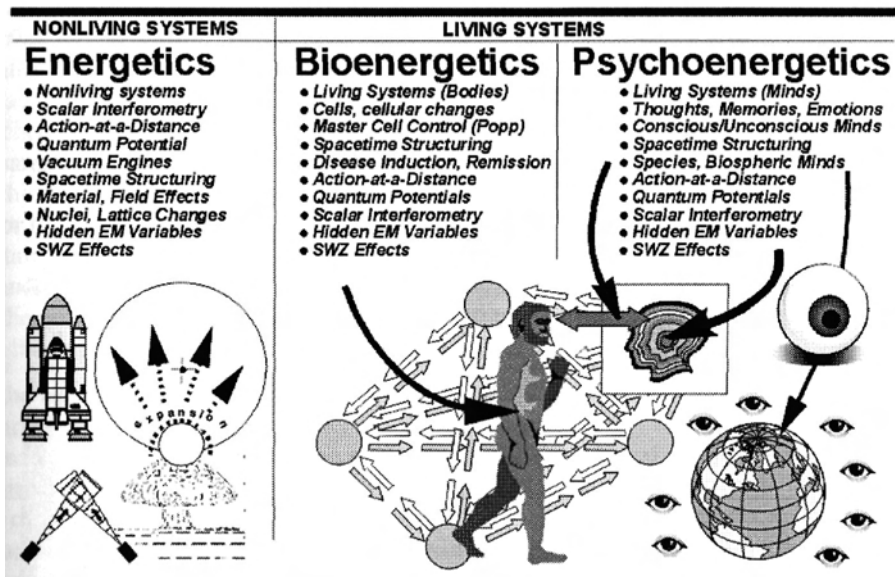 NONLIVING SYSTEMS
LIVING SYSTEMS
Energetics
• Nonliving systems
• Scalar Interferometry
• Action-at-a-Distance
• Quantum Potential
• Vacuum Engines
• Spacetime Structuring
• Material, Field Effects
• Nuclei, Lattice Changes
• Hidden EM Variables
• SWZ Effects
Bioenergetics
• Living Systems (Bodies)
• Cells, cellular changes
• Master Cell Control (Popp)
• Spacetime Structuring
• Disease Induction, Remission
• Action-at-a-Distance
• Quantum Potentials
• Scalar Interferometry
• Hidden EM Variables
• SWZ Effects
Psychoenergetics
• Living Systems (Minds)
• Thoughts, Memories, Emotions
• Conscious/Unconscious Minds
• Spacetime Structuring
• Species, Biospheric Minds
• Action-at-a-Distance
• Quantum Potentials
• Scalar Interferometry
• Hidden EM Variables
• SWZ Effects
expansion